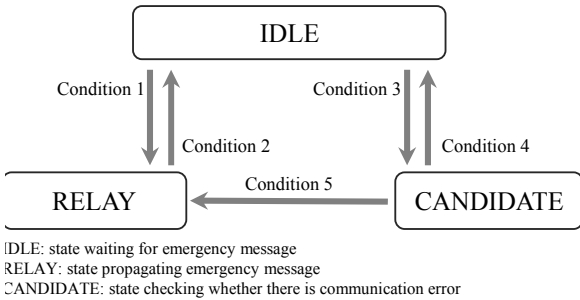 IDLE
Condition 1
Condition 3
Condition 2
Condition 4
Condition 5
RELAY
CANDIDATE
IDLE: state waiting for emergency message
RELAY: state propagating emergency message
CANDIDATE: state checking whether there is communication error